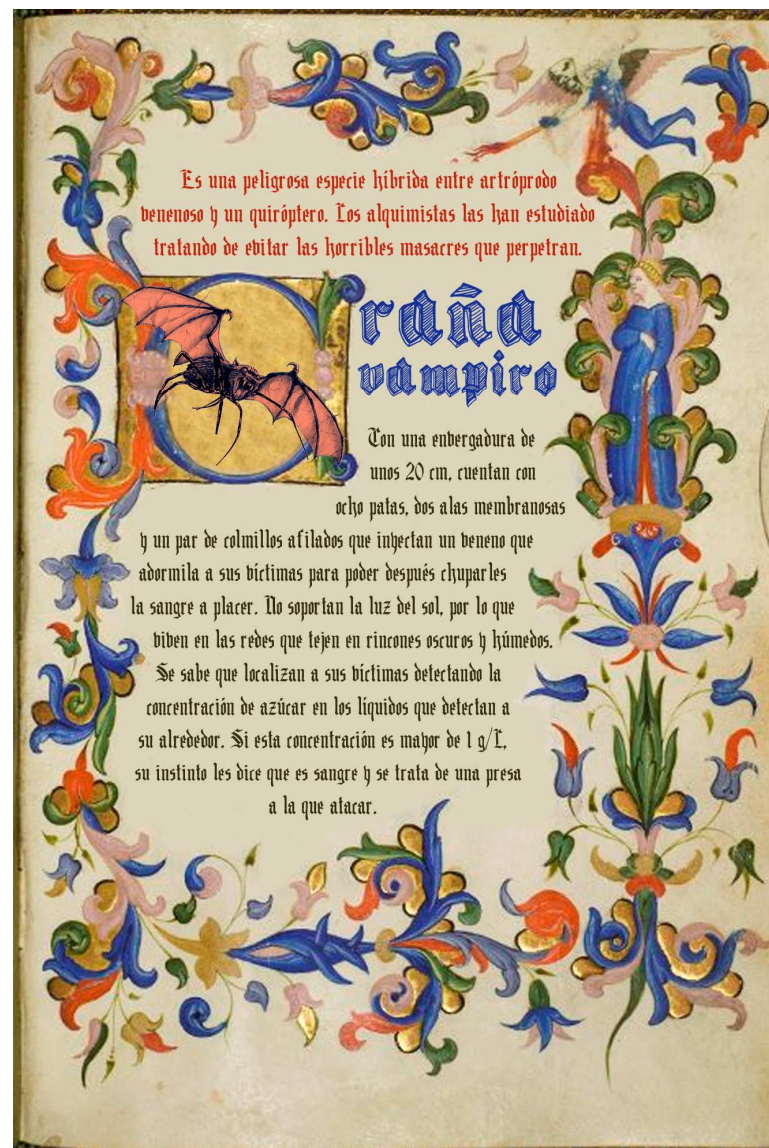 Es una peligrosa especie híbrida entre artróprodo
venenoso y un quiróptero. Los alquimistas las han estudiado
tratando de evitar las horribles masacres que perpetran.
raña
vampiro
Con una envergadura de
unos 20 cm, cuentan con
ocho patas, dos alas membranosas
y un par de colmillos afilados que inyectan un veneno que
adormila a sus víctimas para poder después chuparles
la sangre a placer. No soportan la luz del sol, por lo que
viven en las redes que tejen en rincones oscuros y húmedos.
Se sabe que localizan a sus víctimas detectando la
concentración de azúcar en los líquidos que detectan a
su alrededor. Si esta concentración es mayor de 1 g/L,
su instinto les dice que es sangre y se trata de una presa
a la que atacar.